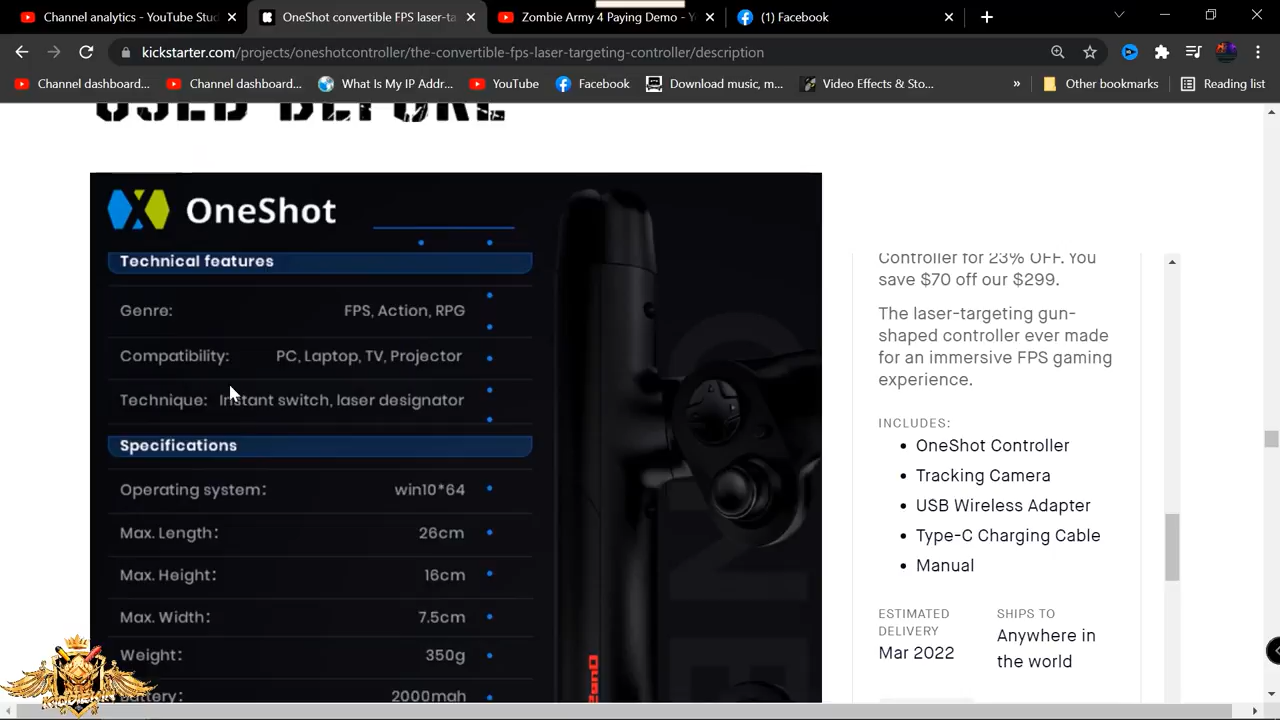 Channel analytics - YouTube Stu
OneShot convertible FPS laser-ta
Zombie Army 4 Paying Demo - Y
(1) Facebook
kickstarter.com/projects/oneshotcontroller/the-convertible-fps-laser-targeting-controller/description
Channel dashboard...
Channel dashboard...
What Is My IP Addr...
YouTube
Facebook
Download music, m...
Video Effects & Sto...
»
Other bookmarks
Reading list
USED BEFORE
OneShot
Technical features
Genre: FPS, Action, RPG
Compatibility: PC, Laptop, TV, Projector
Technique: Instant switch, laser designator
Specifications
Operating system: win10*64
Max. Length: 26cm
Max. Height: 16cm
Max. Width: 7.5cm
Weight: 350g
Battery: 2000mah
Controller for 23% OFF. You
save $70 off our $299.
The laser-targeting gun-
shaped controller ever made
for an immersive FPS gaming
experience.
INCLUDES:
• OneShot Controller
• Tracking Camera
• USB Wireless Adapter
• Type-C Charging Cable
• Manual
ESTIMATED
DELIVERY
Mar 2022
SHIPS TO
Anywhere in
the world